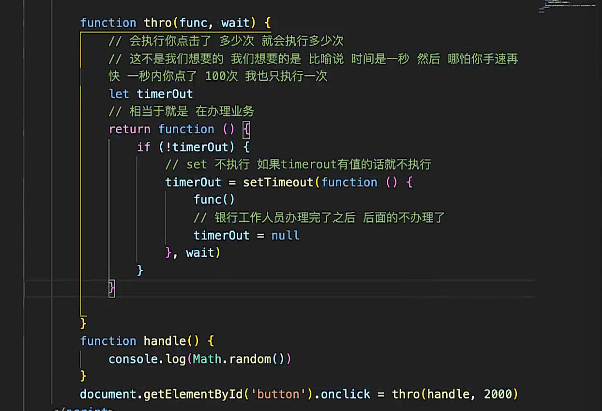 function thro(func, wait) {
// 会执行你点击了 多少次 就会执行多少次
// 这不是我们想要的 我们想要的是 比喻说 时间是一秒 然后 哪怕你手速再
快 一秒内你点了 100次 我也只执行一次
let timerOut
// 相当于就是 在办理业务
return function () {
if (!timerOut) {
// set 不执行 如果timerout有值的话就不执行
timerOut = setTimeout(function () {
func()
// 银行工作人员办理完了之后 后面的不办理了
timerOut = null
}, wait)
}
}
}
function handle() {
console.log(Math.random())
}
document.getElementById('button').onclick = thro(handle, 2000)